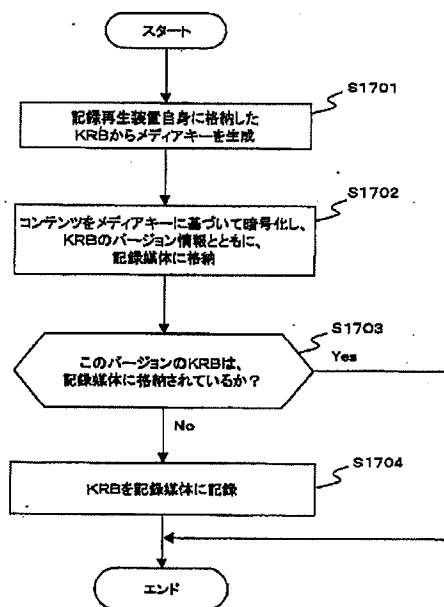 スタート
S1701
記録再生装置自身に格納した
KRBからメディアキーを生成
S1702
コンテンツをメディアキーに基づいて暗号化し、
KRBのバージョン情報とともに、
記録媒体に格納
S1703
このバージョンのKRBは、
記録媒体に格納されているか？
Yes
No
S1704
KRBを記録媒体に記録
エンド